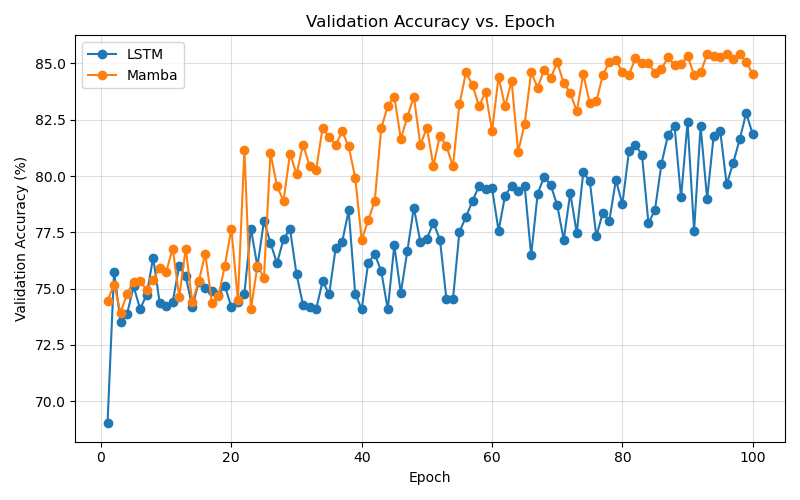 Validation Accuracy vs. Epoch
LSTM
Mamba
Validation Accuracy (%)
85.0
82.5
80.0
77.5
75.0
72.5
70.0
0 20 40 60 80 100
Epoch